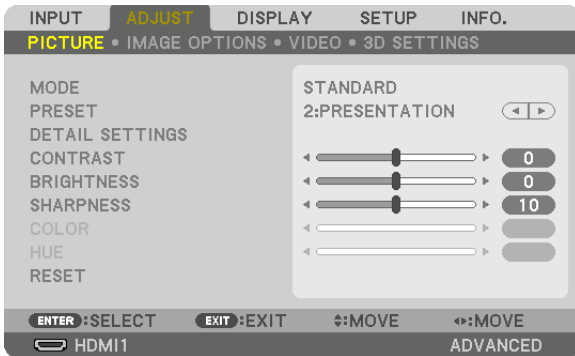 INPUT ADJUST DISPLAY SETUP INFO.
PICTURE • IMAGE OPTIONS • VIDEO • 3D SETTINGS
MODE STANDARD
PRESET 2:PRESENTATION
DETAIL SETTINGS
CONTRAST 0
BRIGHTNESS 0
SHARPNESS 10
COLOR
HUE
RESET
ENTER :SELECT EXIT :EXIT :MOVE :MOVE
HDMI1 ADVANCED